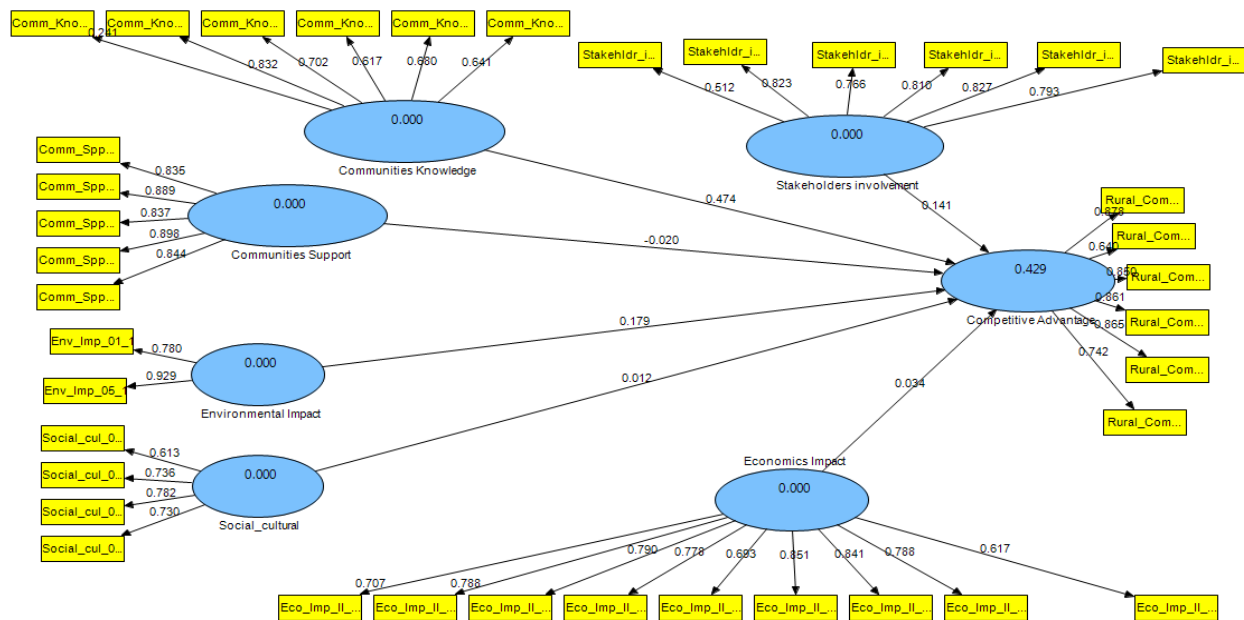 Comm_Kno... Comm_Kno... Comm_Kno... Comm_Kno... Comm_Kno... Comm_Kno...
0.241 0.832 0.702 0.617 0.680 0.641
0.000
Communities Knowledge
Stakehldr_i... Stakehldr_i... Stakehldr_i... Stakehldr_i... Stakehldr_i... Stakehldr_i...
0.512 0.823 0.766 0.810 0.827 0.793
0.000
Stakeholders involvement
Comm_Spp...
Comm_Spp...
Comm_Spp...
Comm_Spp...
Comm_Spp...
0.835
0.889
0.837
0.898
0.844
0.000
Communities Support
0.474
0.141
-0.020
0.179
0.012
0.034
Rural_Com...
Rural_Com...
Rural_Com...
Rural_Com...
Rural_Com...
Rural_Com...
0.878
0.640
0.850
0.861
0.865
0.742
0.429
Competitive Advantage
Env_Imp_01_1
Env_Imp_05_1
0.780
0.929
0.000
Environmental Impact
Social_cul_0...
Social_cul_0...
Social_cul_0...
Social_cul_0...
0.613
0.736
0.782
0.730
0.000
Social_cultural
Economics Impact
0.000
0.707 0.788 0.790 0.778 0.693 0.851 0.841 0.788 0.617
Eco_Imp_II_... Eco_Imp_II_... Eco_Imp_II_... Eco_Imp_II_... Eco_Imp_II_... Eco_Imp_II_... Eco_Imp_II_... Eco_Imp_II_... Eco_Imp_II_...